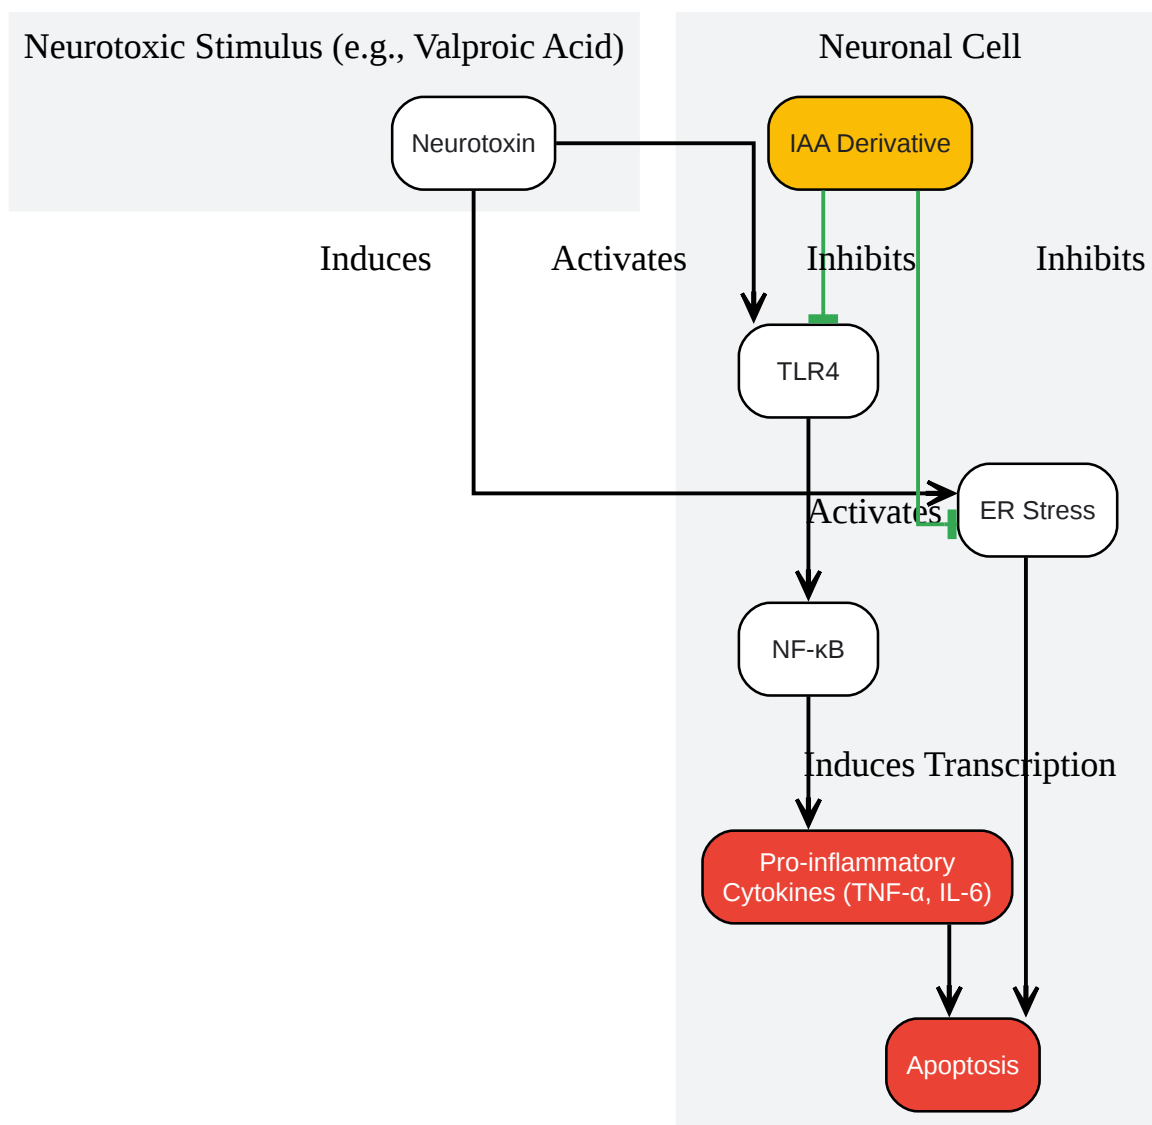 Neurotoxic Stimulus (e.g., Valproic Acid)
Neuronal Cell
Neurotoxin
IAA Derivative
Induces
Activates
Inhibits
Inhibits
TLR4
Activates
ER Stress
NF-κB
Induces Transcription
Pro-inflammatory
Cytokines (TNF-α, IL-6)
Apoptosis